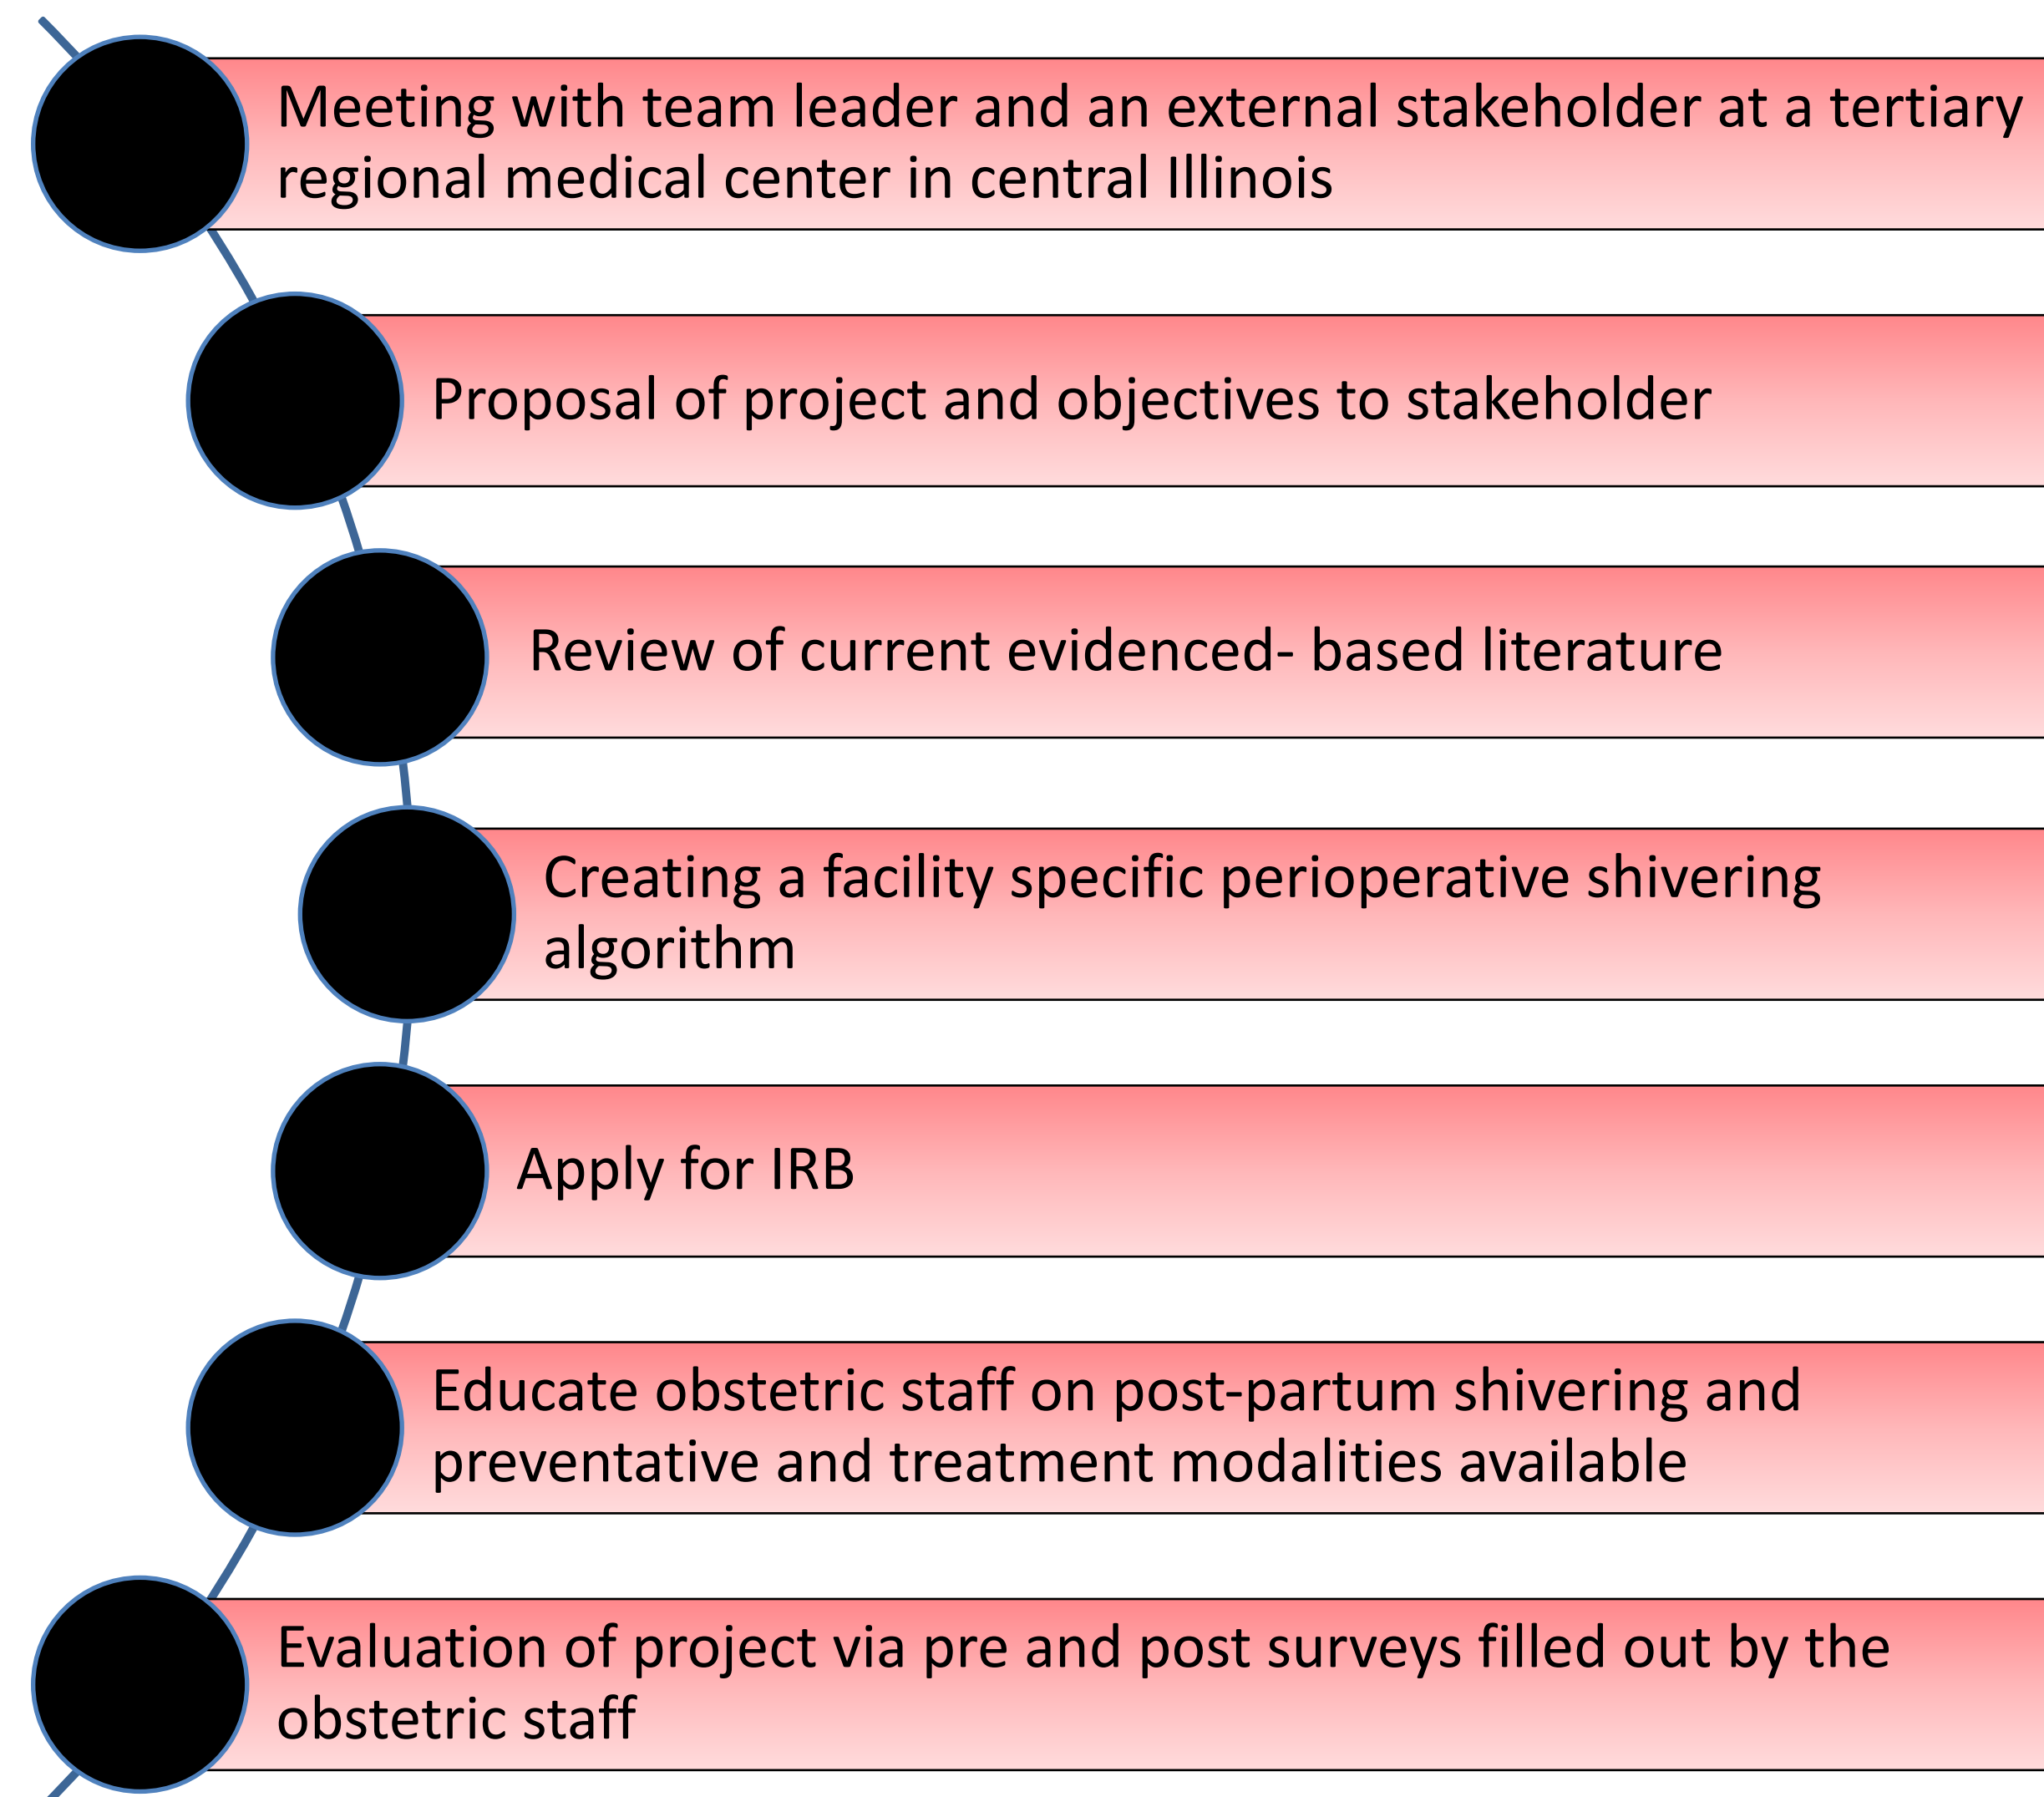 Meeting with team leader and an external stakeholder at a tertiary
regional medical center in central Illinois
Proposal of project and objectives to stakeholder
Review of current evidenced- based literature
Creating a facility specific perioperative shivering
algorithm
Apply for IRB
Educate obstetric staff on post-partum shivering and
preventative and treatment modalities available
Evaluation of project via pre and post surveys filled out by the
obstetric staff